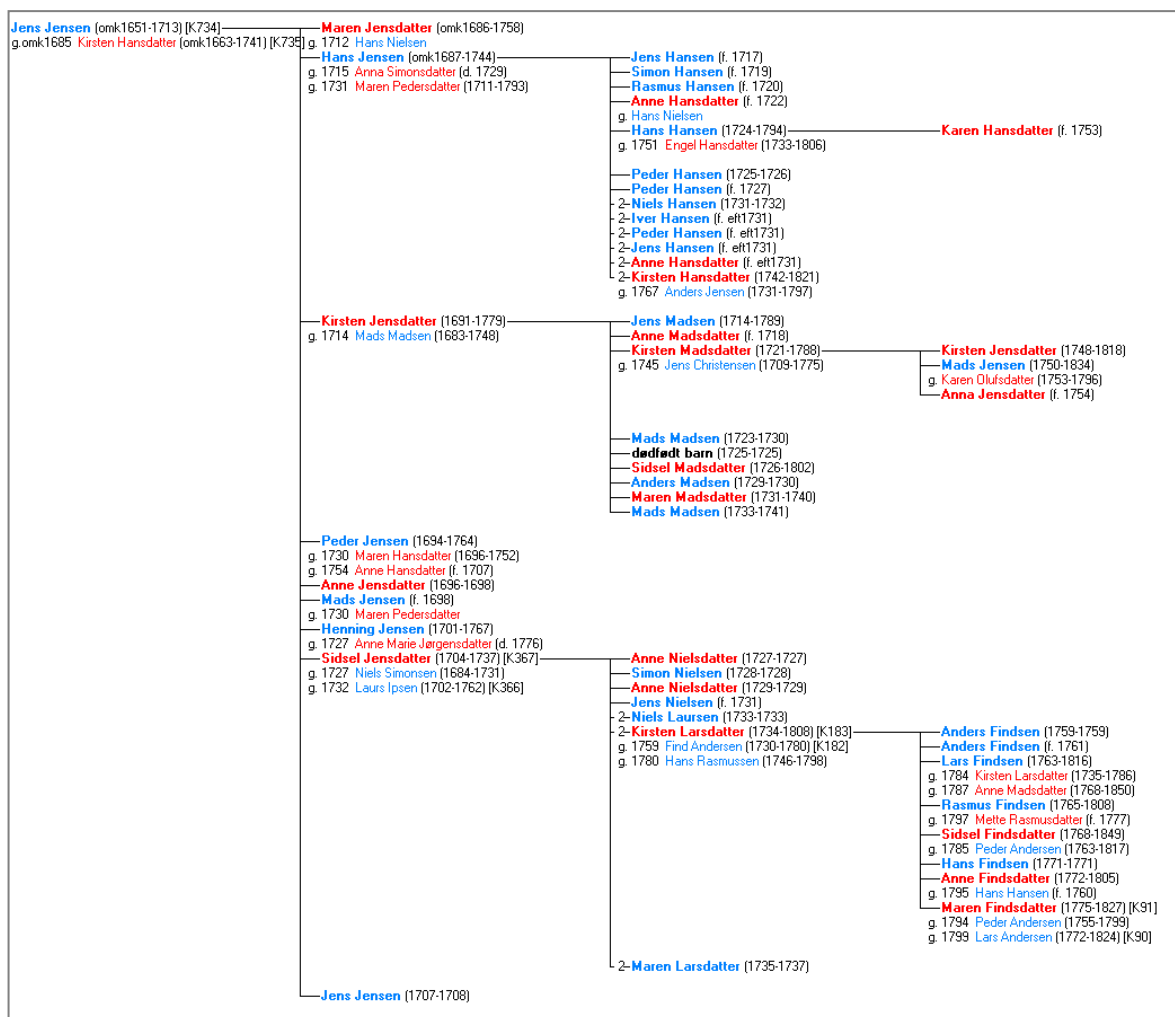 Jens Jensen (omk1651-1713) [K734]
g.omk1685 Kirsten Hansdatter (omk1663-1741) [K735]
Maren Jensdatter (omk1686-1758)
g. 1712 Hans Nielsen
Hans Jensen (omk1687-1744)
g. 1715 Anna Simonsdatter (d. 1729)
g. 1731 Maren Pedersdatter (1711-1793)
Jens Hansen (f. 1717)
Simon Hansen (f. 1719)
Rasmus Hansen (f. 1720)
Anne Hansdatter (f. 1722)
g. Hans Nielsen
Hans Hansen (1724-1794)
g. 1751 Engel Hansdatter (1733-1806)
Karen Hansdatter (f. 1753)
Peder Hansen (1725-1726)
Peder Hansen (f. 1727)
2 Niels Hansen (1731-1732)
2 Iver Hansen (f. eft1731)
2 Peder Hansen (f. eft1731)
2 Jens Hansen (f. eft1731)
2 Anne Hansdatter (f. eft1731)
2 Kirsten Hansdatter (1742-1821)
g. 1767 Anders Jensen (1731-1797)
Kirsten Jensdatter (1691-1779)
g. 1714 Mads Madsen (1683-1748)
Jens Madsen (1714-1789)
Anne Madsdatter (f. 1718)
Kirsten Madsdatter (1721-1788)
g. 1745 Jens Christensen (1709-1775)
Kirsten Jensdatter (1748-1818)
Mads Jensen (1750-1834)
g. Karen Olufsdatter (1753-1796)
Anna Jensdatter (f. 1754)
Mads Madsen (1723-1730)
dødfødt barn (1725-1725)
Sidsel Madsdatter (1726-1802)
Anders Madsen (1729-1730)
Maren Madsdatter (1731-1740)
Mads Madsen (1733-1741)
Peder Jensen (1694-1764)
g. 1730 Maren Hansdatter (1696-1752)
g. 1754 Anne Hansdatter (f. 1707)
Anne Jensdatter (1696-1698)
Mads Jensen (f. 1698)
g. 1730 Maren Pedersdatter
Henning Jensen (1701-1767)
g. 1727 Anne Marie Jørgensdatter (d. 1776)
Sidsel Jensdatter (1704-1737) [K367]
g. 1727 Niels Simonsen (1684-1731)
g. 1732 Laurs Ipsen (1702-1762) [K366]
Anne Nielsdatter (1727-1727)
Simon Nielsen (1728-1728)
Anne Nielsdatter (1729-1729)
Jens Nielsen (f. 1731)
2 Niels Laursen (1733-1733)
2 Kirsten Larsdatter (1734-1808) [K183]
g. 1759 Find Andersen (1730-1780) [K182]
g. 1780 Hans Rasmussen (1746-1798)
Anders Findsen (1759-1759)
Anders Findsen (f. 1761)
Lars Findsen (1763-1816)
g. 1784 Kirsten Larsdatter (1735-1786)
g. 1787 Anne Madsdatter (1768-1850)
Rasmus Findsen (1765-1808)
g. 1797 Mette Rasmusdatter (f. 1777)
Sidsel Findsdatter (1768-1849)
g. 1785 Peder Andersen (1763-1817)
Hans Findsen (1771-1771)
Anne Findsdatter (1772-1805)
g. 1795 Hans Hansen (f. 1760)
Maren Findsdatter (1775-1827) [K91]
g. 1794 Peder Andersen (1755-1799)
g. 1799 Lars Andersen (1772-1824) [K90]
2 Maren Larsdatter (1735-1737)
Jens Jensen (1707-1708)